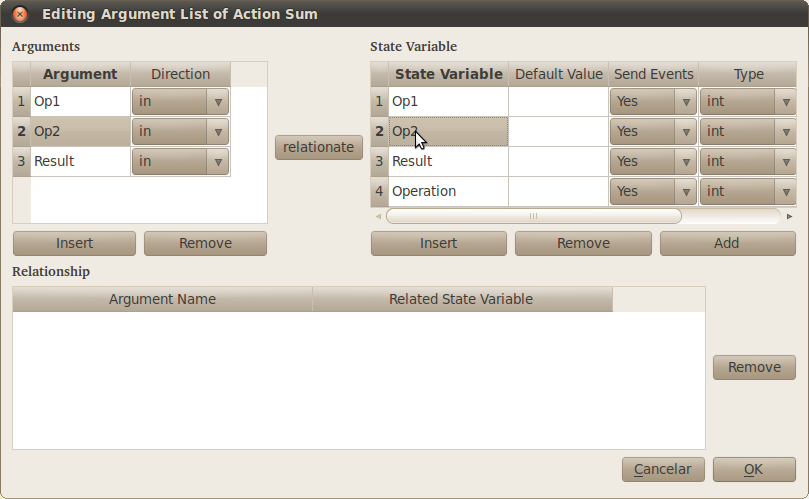 Editing Argument List of Action Sum
Arguments
Argument Direction
1 Op1 in
2 Op2 in
3 Result in
Insert Remove
relationate
State Variable
State Variable Default Value Send Events Type
1 Op1 Yes int
2 Op2 Yes int
3 Result Yes int
4 Operation Yes int
Insert Remove Add
Relationship
Argument Name Related State Variable
Remove
Cancelar OK